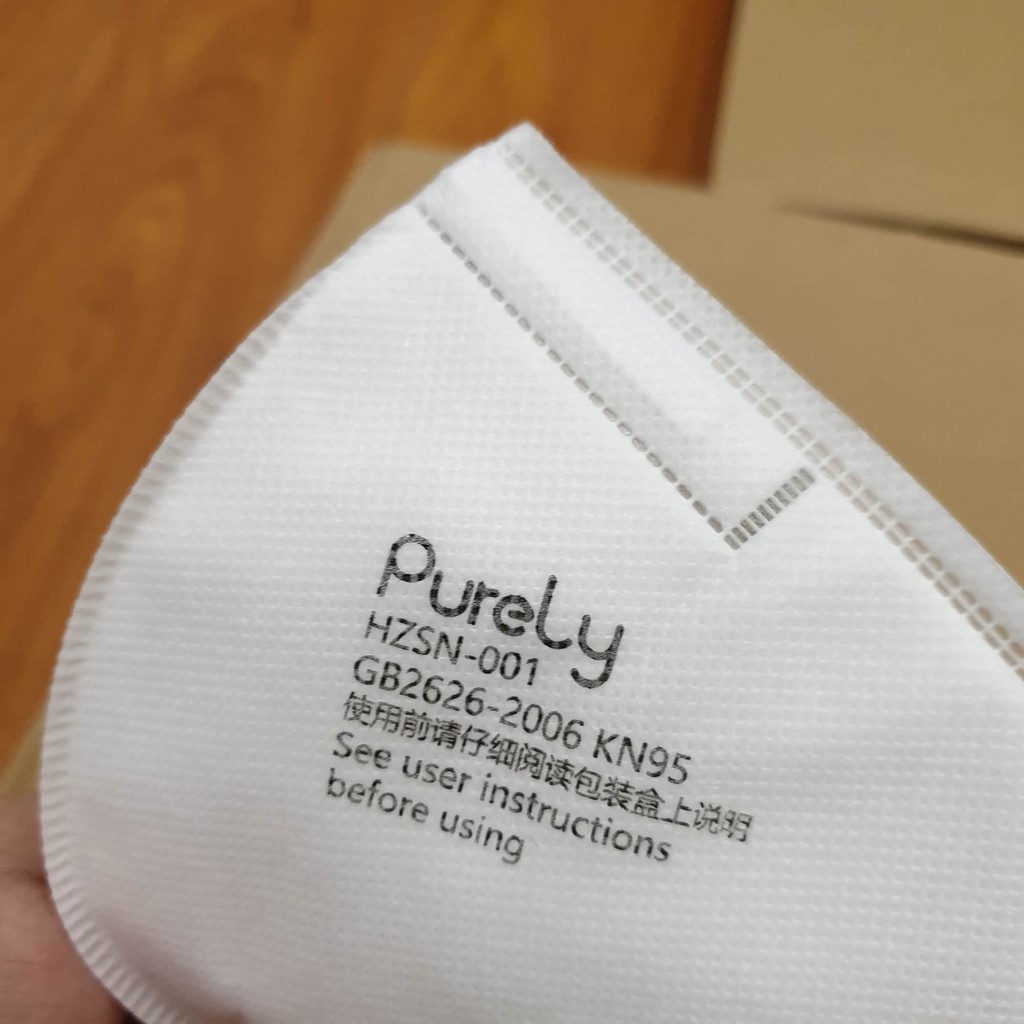 Purely
HZSN-001
GB2626-2006 KN95
使用前请仔细阅读包装盒上说明
See user instructions
before using